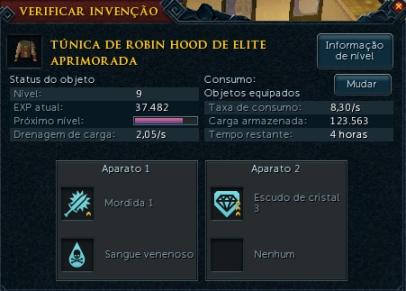 VERIFICAR INVENÇÃO
TÚNICA DE ROBIN HOOD DE ELITE
APRIMORADA
Informação
de nível
Status do objeto
Nível: 9
EXP atual: 37.482
Próximo nível:
Drenagem de carga: 2,05/s
Consumo:
Objetos equipados
Mudar
Taxa de consumo: 8,30/s
Carga armazenada: 123.563
Tempo restante: 4 horas
Aparato 1
Mordida 1
Sangue venenoso
Aparato 2
Escudo de cristal
3
Nenhum